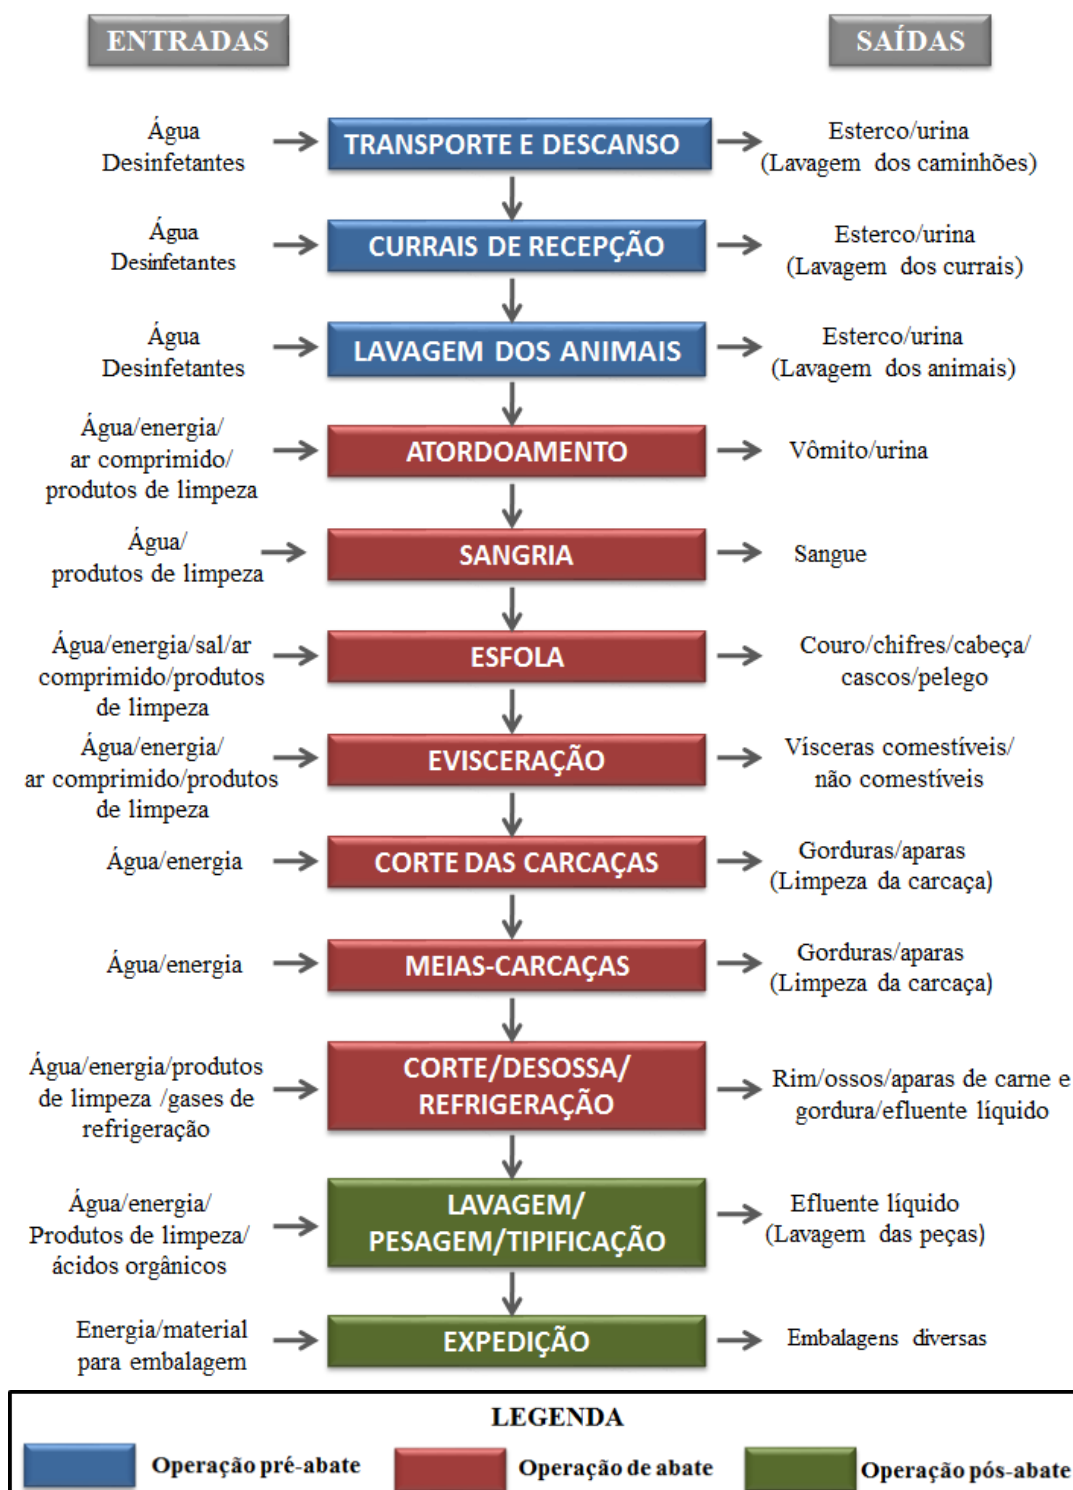 ENTRADAS
SAÍDAS
Água
Desinfetantes
TRANSPORTE E DESCANSO
Esterco/urina
(Lavagem dos caminhões)
Água
Desinfetantes
CURRAIS DE RECEPÇÃO
Esterco/urina
(Lavagem dos currais)
Água
Desinfetantes
LAVAGEM DOS ANIMAIS
Esterco/urina
(Lavagem dos animais)
Água/energia/
ar comprimido/
produtos de limpeza
ATORDOAMENTO
Vômito/urina
Água/
produtos de limpeza
SANGRIA
Sangue
Água/energia/sal/ar
comprimido/produtos
de limpeza
ESFOLA
Couro/chifres/cabeça/
cascos/pelego
Água/energia/
ar comprimido/produtos
de limpeza
EVISCERAÇÃO
Vísceras comestíveis/
não comestíveis
Água/energia
CORTE DAS CARCAÇAS
Gorduras/aparas
(Limpeza da carcaça)
Água/energia
MEIAS-CARCAÇAS
Gorduras/aparas
(Limpeza da carcaça)
Água/energia/produtos
de limpeza /gases de
refrigeração
CORTE/DESOSSA/
REFRIGERAÇÃO
Rim/ossos/aparas de carne e
gordura/efluente líquido
Água/energia/
Produtos de limpeza/
ácidos orgânicos
LAVAGEM/
PESAGEM/TIPIFICAÇÃO
Efluente líquido
(Lavagem das peças)
Energia/material
para embalagem
EXPEDIÇÃO
Embalagens diversas
LEGENDA
Operação pré-abate
Operação de abate
Operação pós-abate